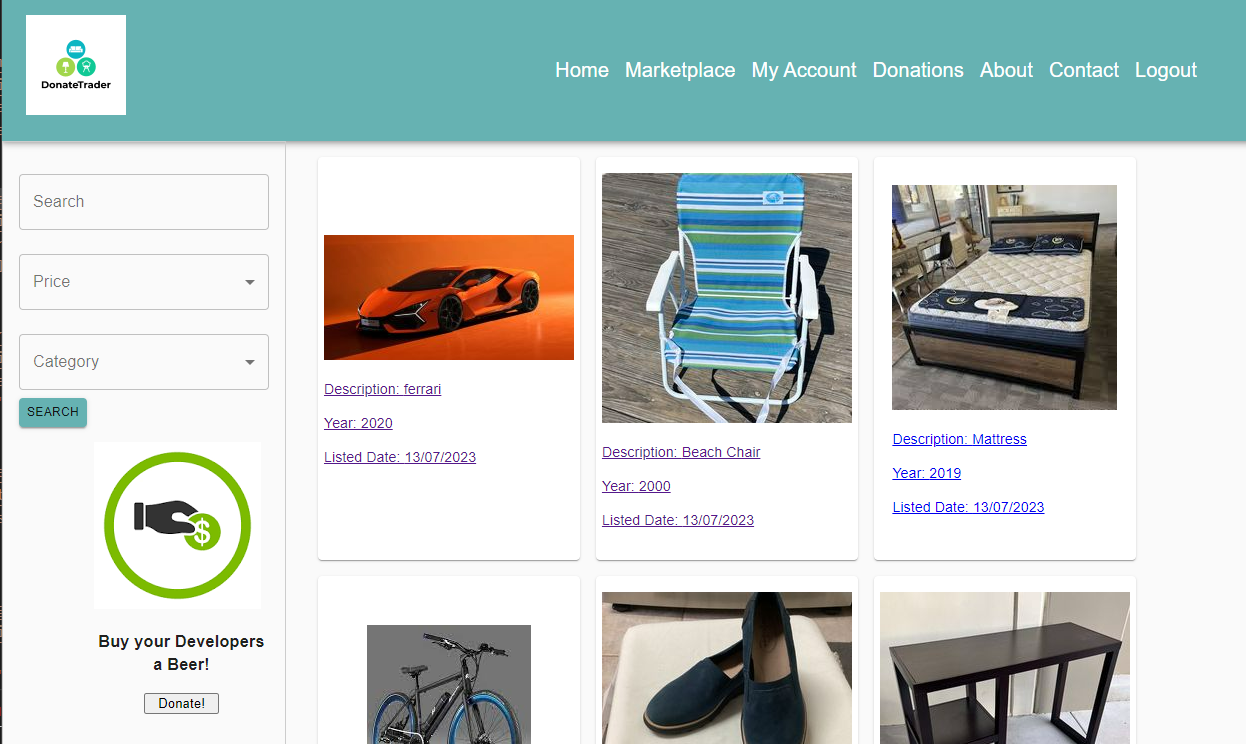 DonateTrader
Home Marketplace My Account Donations About Contact Logout
Search
Price
Category
SEARCH
Buy your Developers
a Beer!
Donate!
Description: ferrari
Year: 2020
Listed Date: 13/07/2023
Description: Beach Chair
Year: 2000
Listed Date: 13/07/2023
Description: Mattress
Year: 2019
Listed Date: 13/07/2023